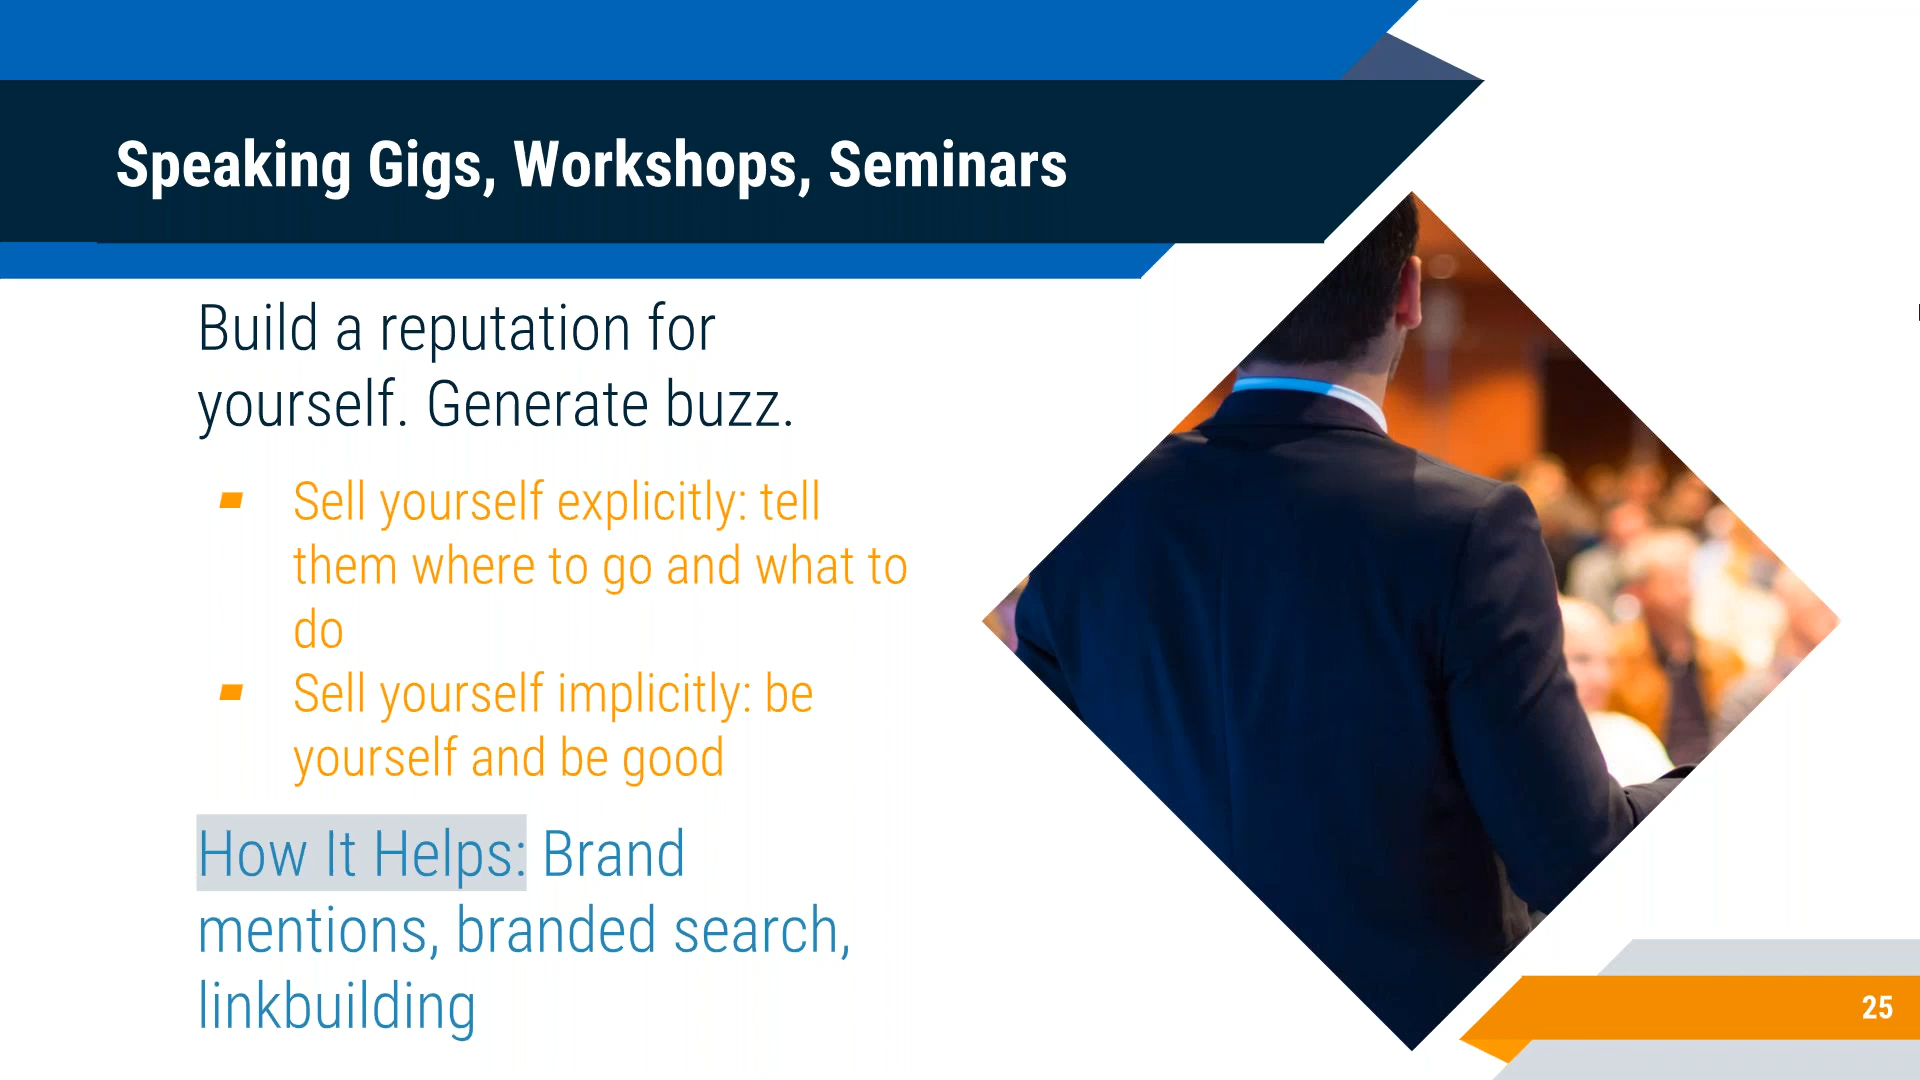 Speaking Gigs, Workshops, Seminars
Build a reputation for
yourself. Generate buzz.
Sell yourself explicitly: tell
them where to go and what to
do
Sell yourself implicitly: be
yourself and be good
How It Helps: Brand
mentions, branded search,
linkbuilding
25